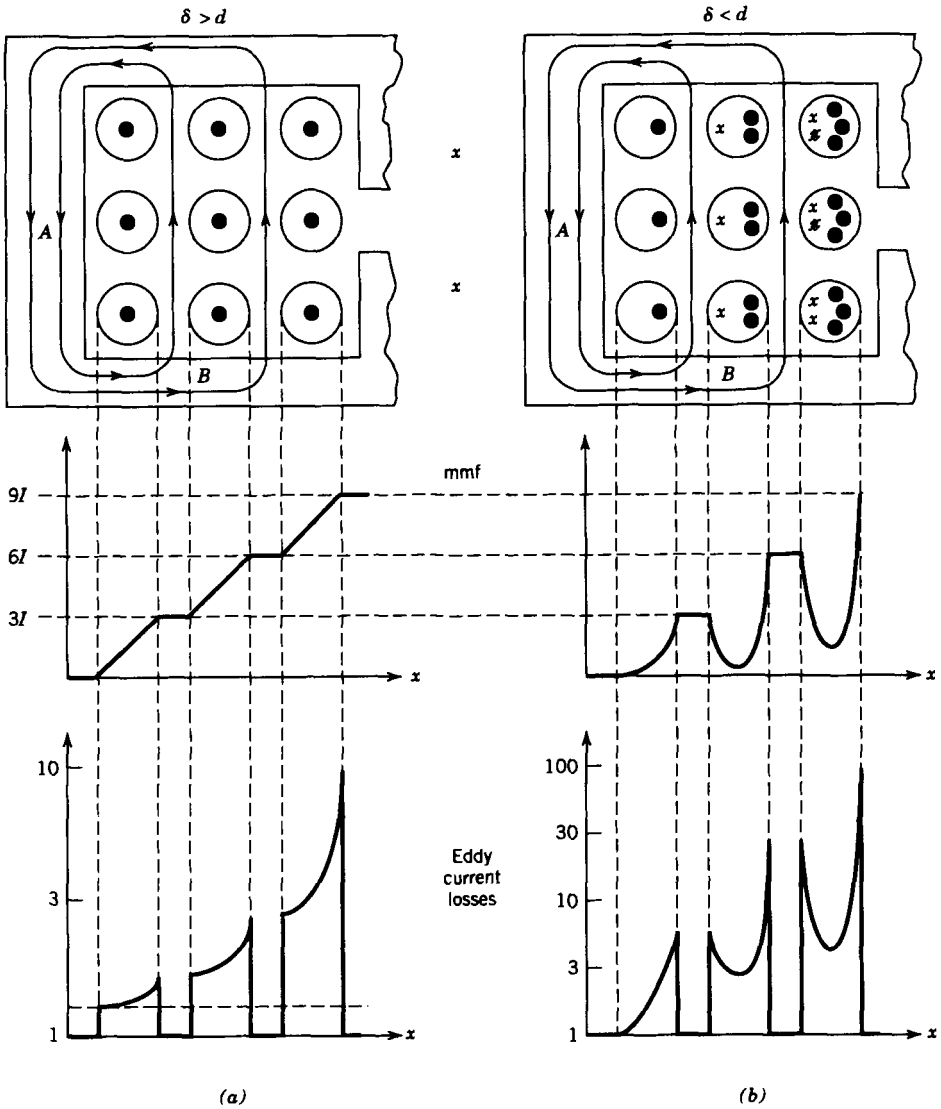 δ > d
δ < d
x
x
x
x
x
x
x
x
x
x
A
A
x
x
x
B
B
mmf
9I
6I
3I
x
x
10
3
1
x
Eddy
current
losses
100
30
10
3
1
x
(a)
(b)